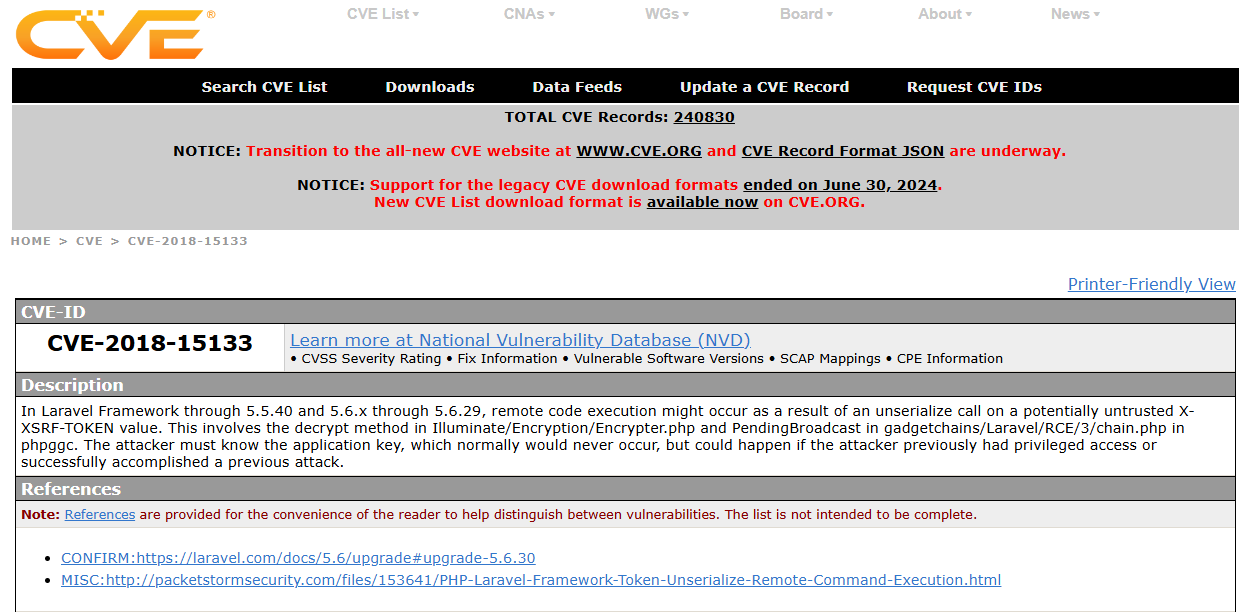 CVE®
CVE List▾ CNAs▾ WGs▾ Board▾ About▾ News▾
Search CVE List Downloads Data Feeds Update a CVE Record Request CVE IDs
TOTAL CVE Records: 240830
NOTICE: Transition to the all-new CVE website at WWW.CVE.ORG and CVE Record Format JSON are underway.
NOTICE: Support for the legacy CVE download formats ended on June 30, 2024.
New CVE List download format is available now on CVE.ORG.
HOME > CVE > CVE-2018-15133
Printer-Friendly View
CVE-ID
CVE-2018-15133
Learn more at National Vulnerability Database (NVD)
• CVSS Severity Rating • Fix Information • Vulnerable Software Versions • SCAP Mappings • CPE Information
Description
In Laravel Framework through 5.5.40 and 5.6.x through 5.6.29, remote code execution might occur as a result of an unserialize call on a potentially untrusted X-
XSRF-TOKEN value. This involves the decrypt method in Illuminate/Encryption/Encrypter.php and PendingBroadcast in gadgetchains/Laravel/RCE/3/chain.php in
phpggc. The attacker must know the application key, which normally would never occur, but could happen if the attacker previously had privileged access or
successfully accomplished a previous attack.
References
Note: References are provided for the convenience of the reader to help distinguish between vulnerabilities. The list is not intended to be complete.
• CONFIRM:https://laravel.com/docs/5.6/upgrade#upgrade-5.6.30
• MISC:http://packetstormsecurity.com/files/153641/PHP-Laravel-Framework-Token-Unserialize-Remote-Command-Execution.html